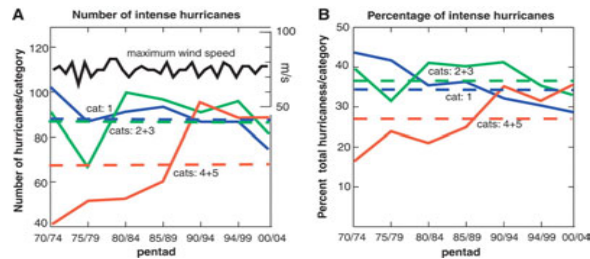 A
Number of intense hurricanes
120
100
80
60
40
Number of hurricanes/category
100
50
m/s
maximum wind speed
cat: 1
cats: 2+3
cats: 4+5
70/74 75/79 80/84 85/89 90/94 94/99 00/04
pentad
B
Percentage of intense hurricanes
50
40
30
20
10
Percent total hurricaness/category
cats: 2+3
cat: 1
cats: 4+5
70/74 75/79 80/84 85/89 90/94 94/99 00/04
pentad